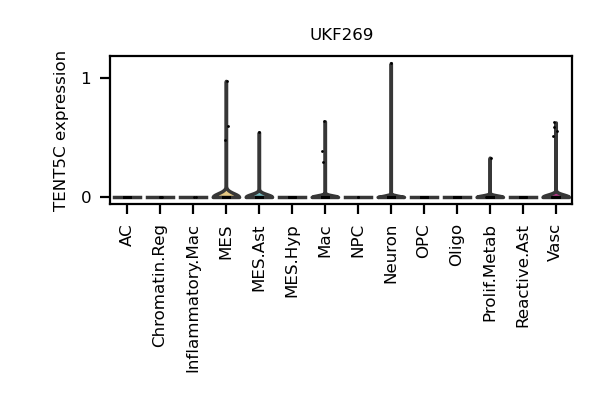 UKF269
TENT5C expression
1
0
AC
Chromatin.Reg
Inflammatory.Mac
MES
MES.Ast
MES.Hyp
Mac
NPC
Neuron
OPC
Oligo
Prolif.Metab
Reactive.Ast
Vasc